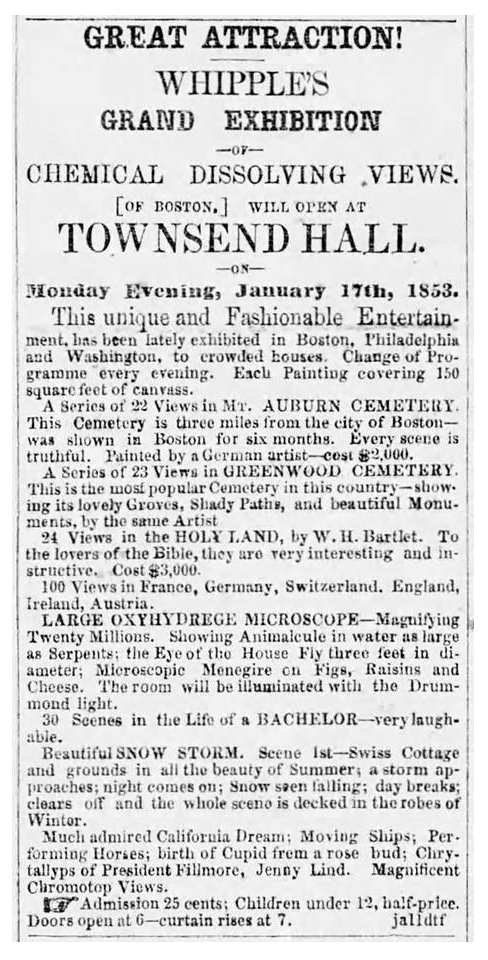 GREAT ATTRACTION!
WHIPPLE'S
GRAND EXHIBITION
—OF—
CHEMICAL DISSOLVING VIEWS.
[OF BOSTON,] WILL OPEN AT
TOWNSEND HALL.
—ON—
Monday Evening, January 17th, 1853.
This unique and Fashionable Entertain-
ment, has been lately exhibited in Boston, Philadelphia
and Washington, to crowded houses. Change of Pro-
gramme every evening. Each Painting covering 150
square feet of canvass.
A Series of 22 Views in MT. AUBURN CEMETERY.
This Cemetery is three miles from the city of Boston—
was shown in Boston for six months. Every scene is
truthful. Painted by a German artist—cost $2,000.
A Series of 23 Views in GREENWOOD CEMETERY.
This is the most popular Cemetery in this country—show-
ing its lovely Groves, Shady Paths, and beautiful Monu-
ments, by the same Artist
24 Views in the HOLY LAND, by W. H. Bartlet. To
the lovers of the Bible, they are very interesting and in-
structive. Cost $3,000.
100 Views in France, Germany, Switzerland, England,
Ireland, Austria.
LARGE OXYHYDREGE MICROSCOPE—Magnifying
Twenty Millions. Showing Animalcule in water as large
as Serpents; the Eye of the House Fly three feet in di-
ameter; Microscopic Menegire on Figs, Raisins and
Cheese. The room will be illuminated with the Drum-
mond light.
30 Scenes in the Life of a BACHELOR—very laugh-
able.
Beautiful SNOW STORM. Scene 1st—Swiss Cottage
and grounds in all the beauty of Summer; a storm ap-
proaches; night comes on; Snow seen falling; day breaks;
clears off and the whole scene is decked in the robes of
Winter.
Much admired California Dream; Moving Ships; Per-
forming Horses; birth of Cupid from a rose bud; Chry-
tallyps of President Fillmore, Jenny Lind. Magnificent
Chromotop Views.
☞ Admission 25 cents; Children under 12, half-price.
Doors open at 6—curtain rises at 7. ja11dtf